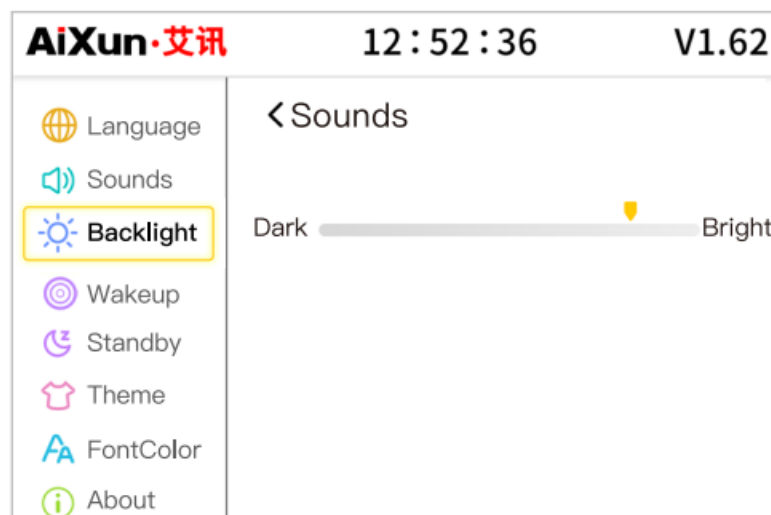 AiXun·艾讯 12:52:36 V1.62
Language
Sounds
Backlight
Wakeup
Standby
Theme
FontColor
About
<Sounds
Dark Bright